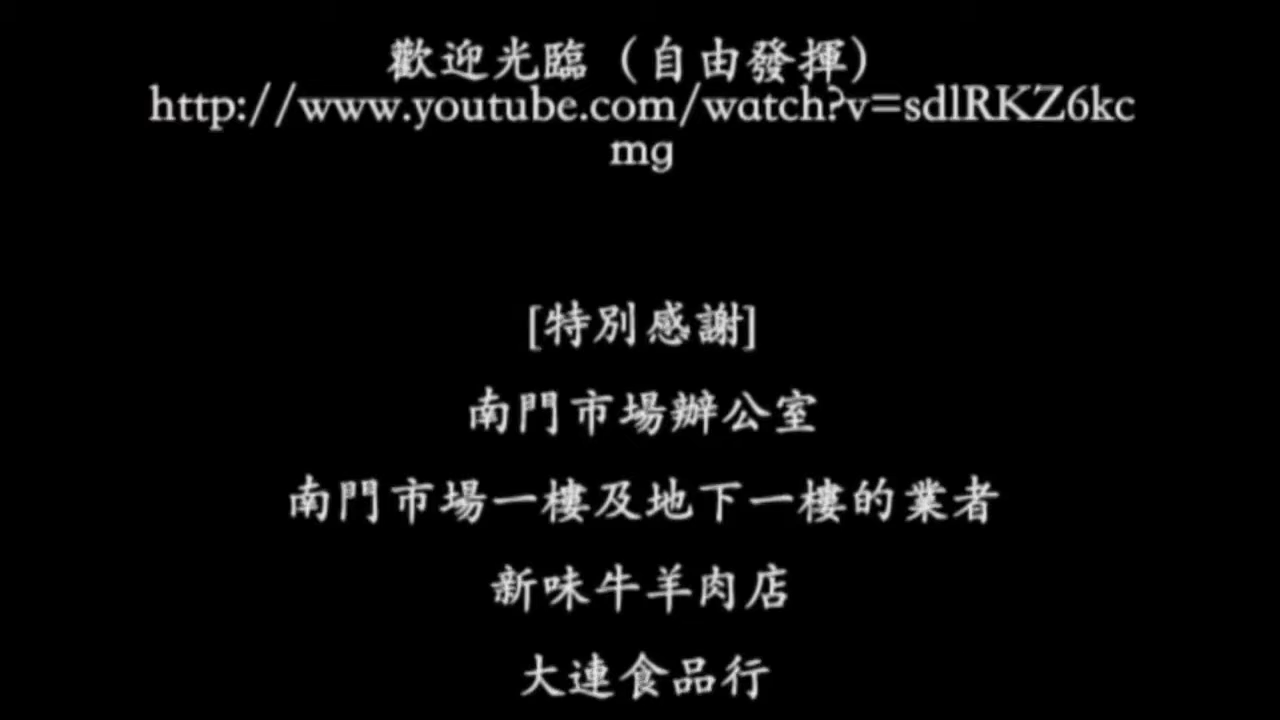 歡迎光臨（自由發揮）
http://www.youtube.com/watch?v=sdlRKZ6kc
mg
[特別感謝]
南門市場辦公室
南門市場一樓及地下一樓的業者
新味牛羊肉店
大連食品行